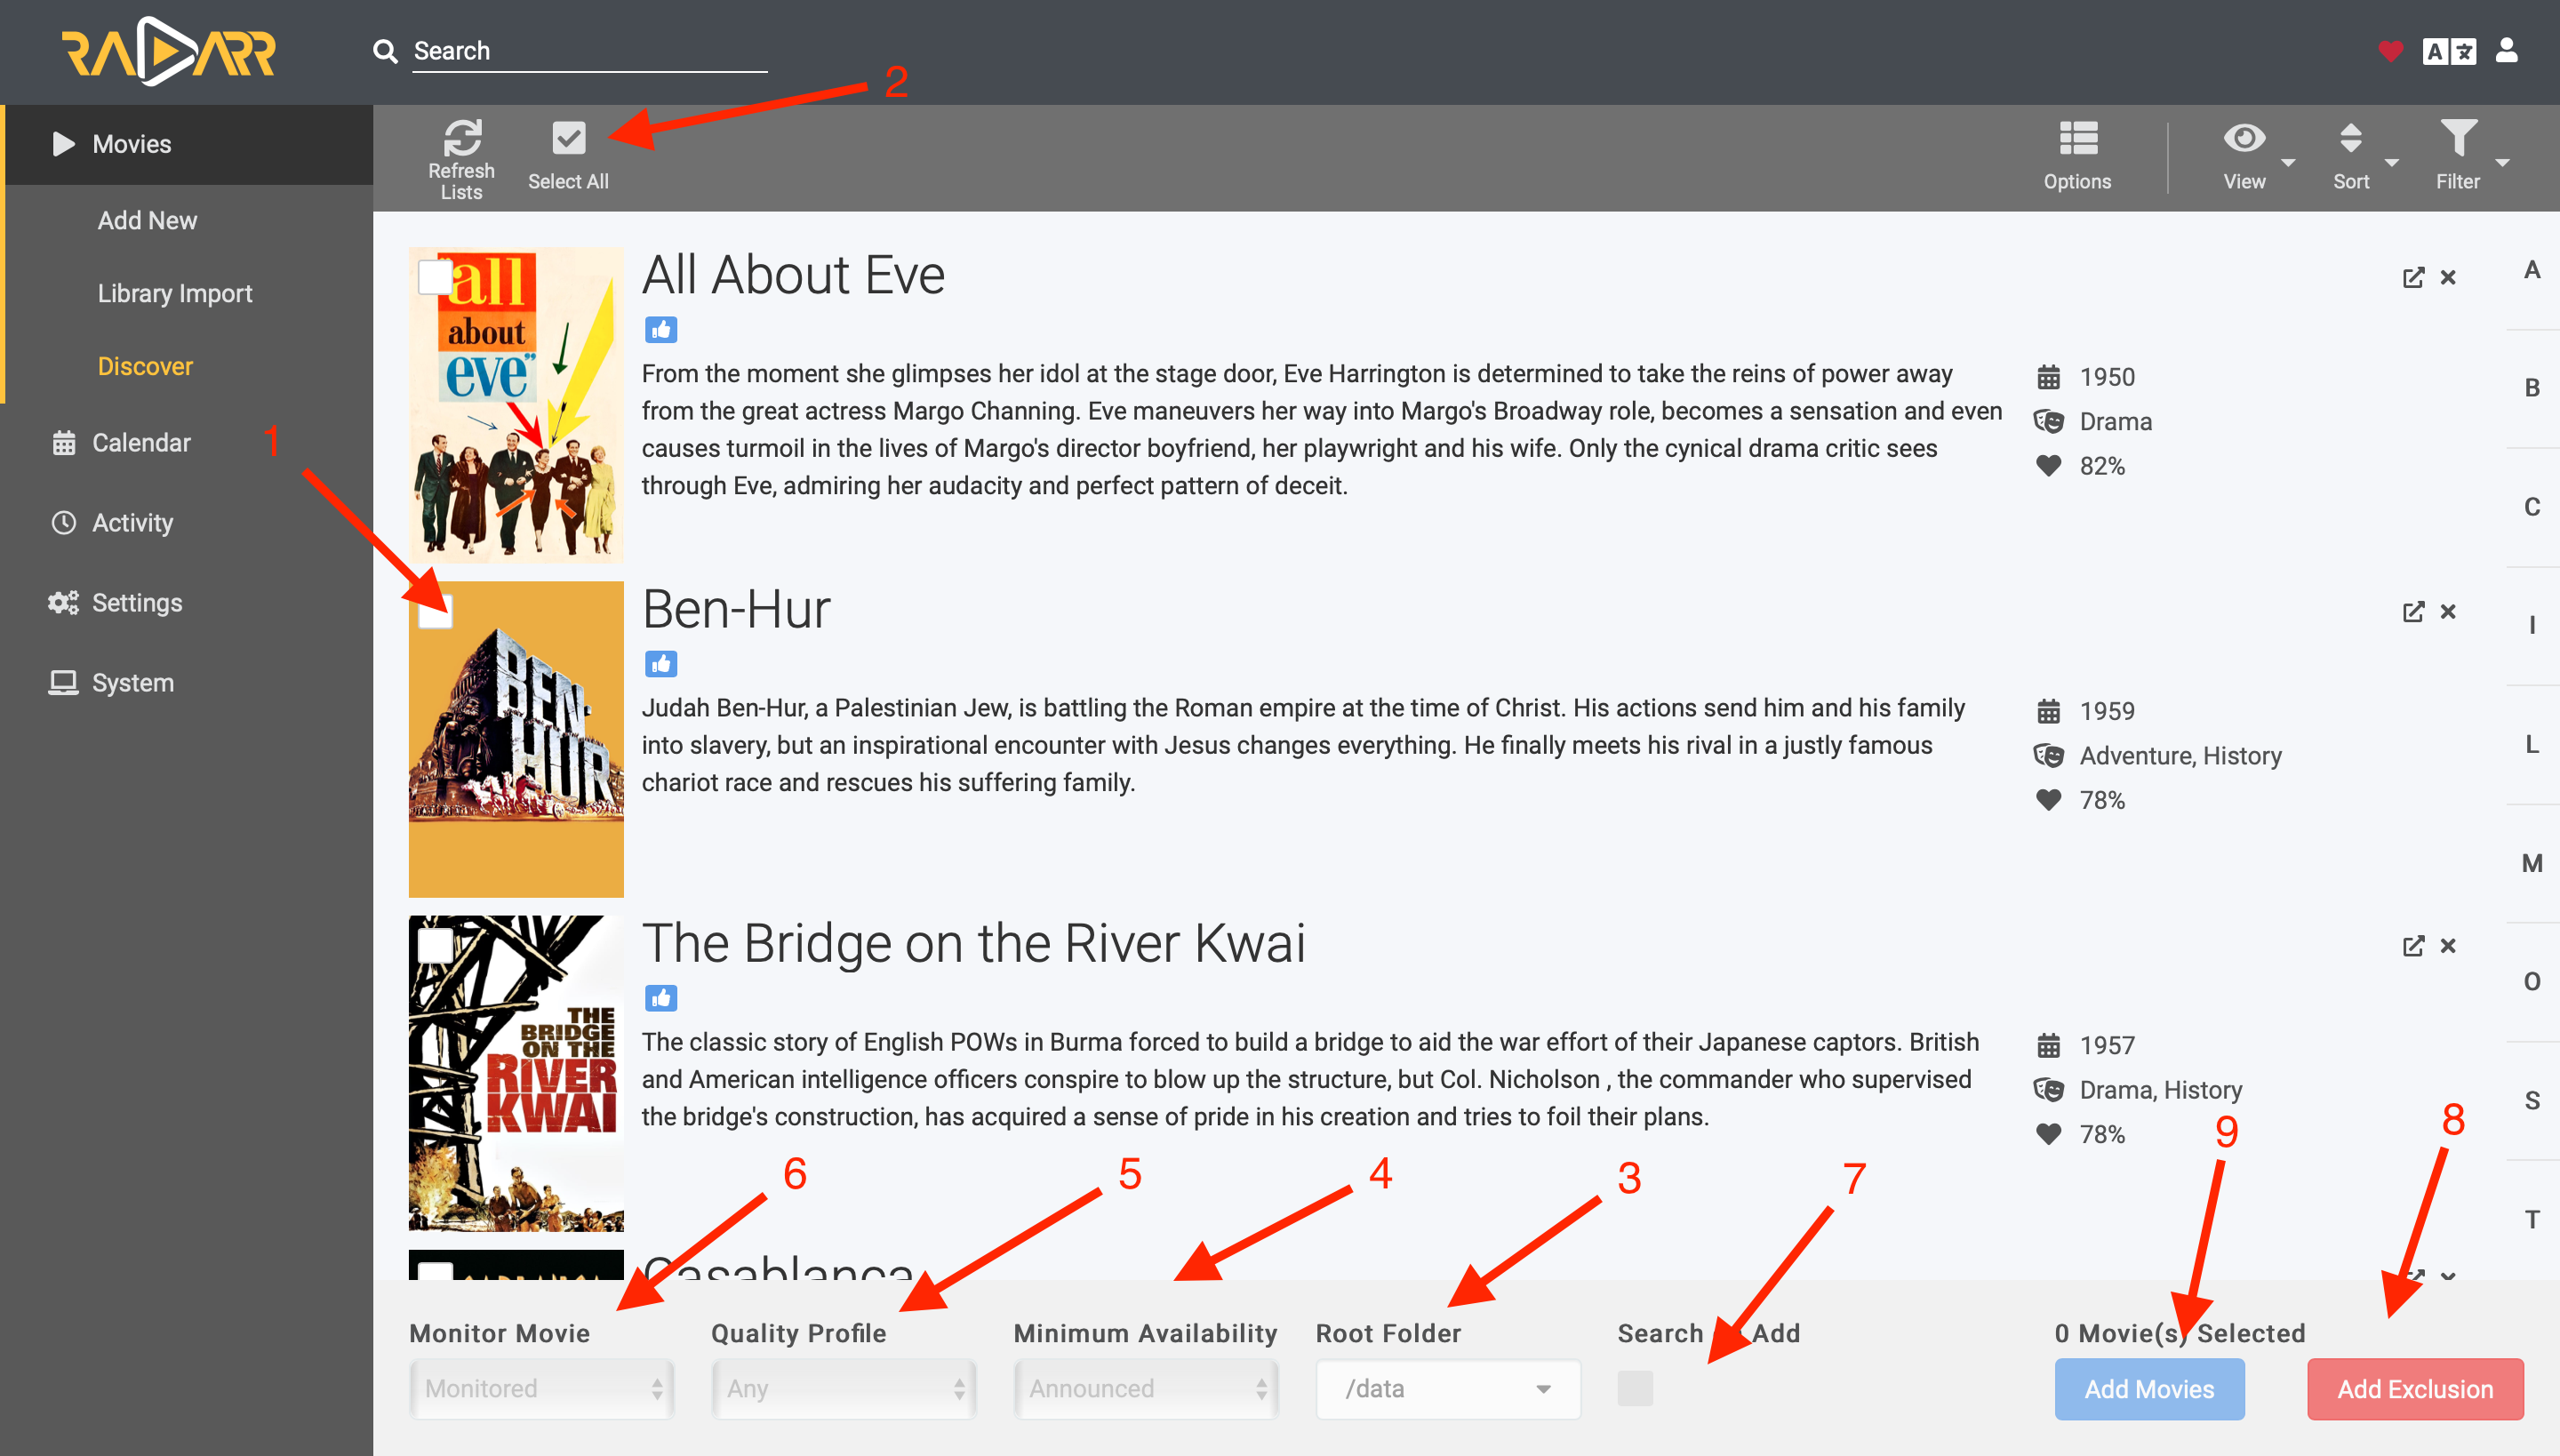 RADARR
Search
2
Movies
Add New
Library Import
Discover
Calendar
1
Activity
Settings
System
Refresh
Lists
Select All
Options
View
Sort
Filter
"all
about
eve"
All About Eve
From the moment she glimpses her idol at the stage door, Eve Harrington is determined to take the reins of power away
from the great actress Margo Channing. Eve maneuvers her way into Margo's Broadway role, becomes a sensation and even
causes turmoil in the lives of Margo's director boyfriend, her playwright and his wife. Only the cynical drama critic sees
through Eve, admiring her audacity and perfect pattern of deceit.
1950
Drama
82%
BEN-
HUR
Ben-Hur
Judah Ben-Hur, a Palestinian Jew, is battling the Roman empire at the time of Christ. His actions send him and his family
into slavery, but an inspirational encounter with Jesus changes everything. He finally meets his rival in a justly famous
chariot race and rescues his suffering family.
1959
Adventure, History
78%
THE
BRIDGE
ON THE
RIVER
KWAI
The Bridge on the River Kwai
The classic story of English POWs in Burma forced to build a bridge to aid the war effort of their Japanese captors. British
and American intelligence officers conspire to blow up the structure, but Col. Nicholson , the commander who supervised
the bridge's construction, has acquired a sense of pride in his creation and tries to foil their plans.
1957
Drama, History
78%
Casablanca
A
B
C
I
L
M
O
S
T
6
5
4
3
7
9
8
Monitor Movie
Monitored
Quality Profile
Any
Minimum Availability
Announced
Root Folder
/data
Search Add
0 Movie(s) Selected
Add Movies
Add Exclusion